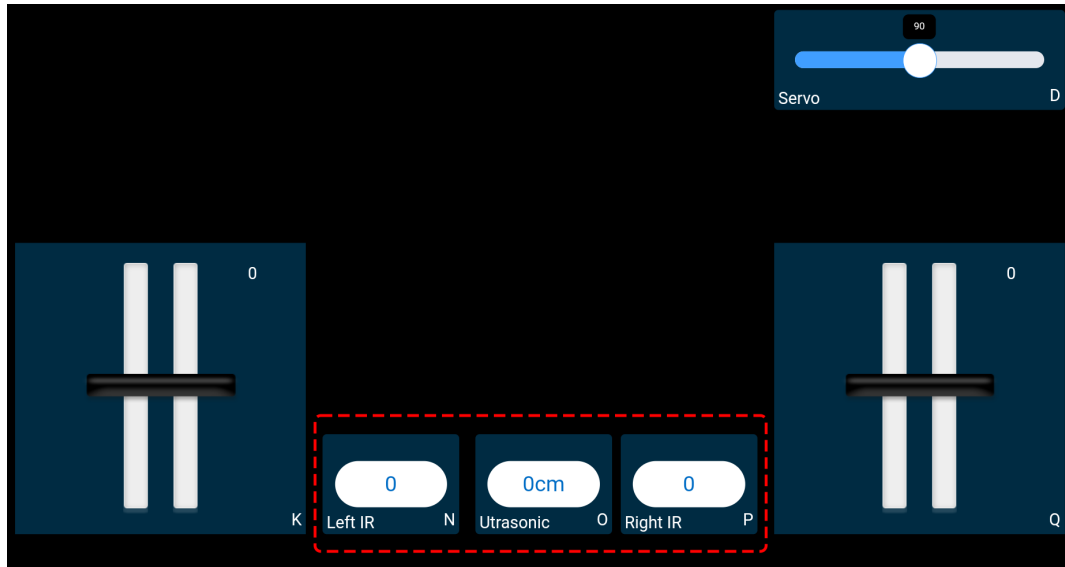 90
Servo D
0
K
0
Left IR N
0cm
Utrasonic O
0
Right IR P
0
Q